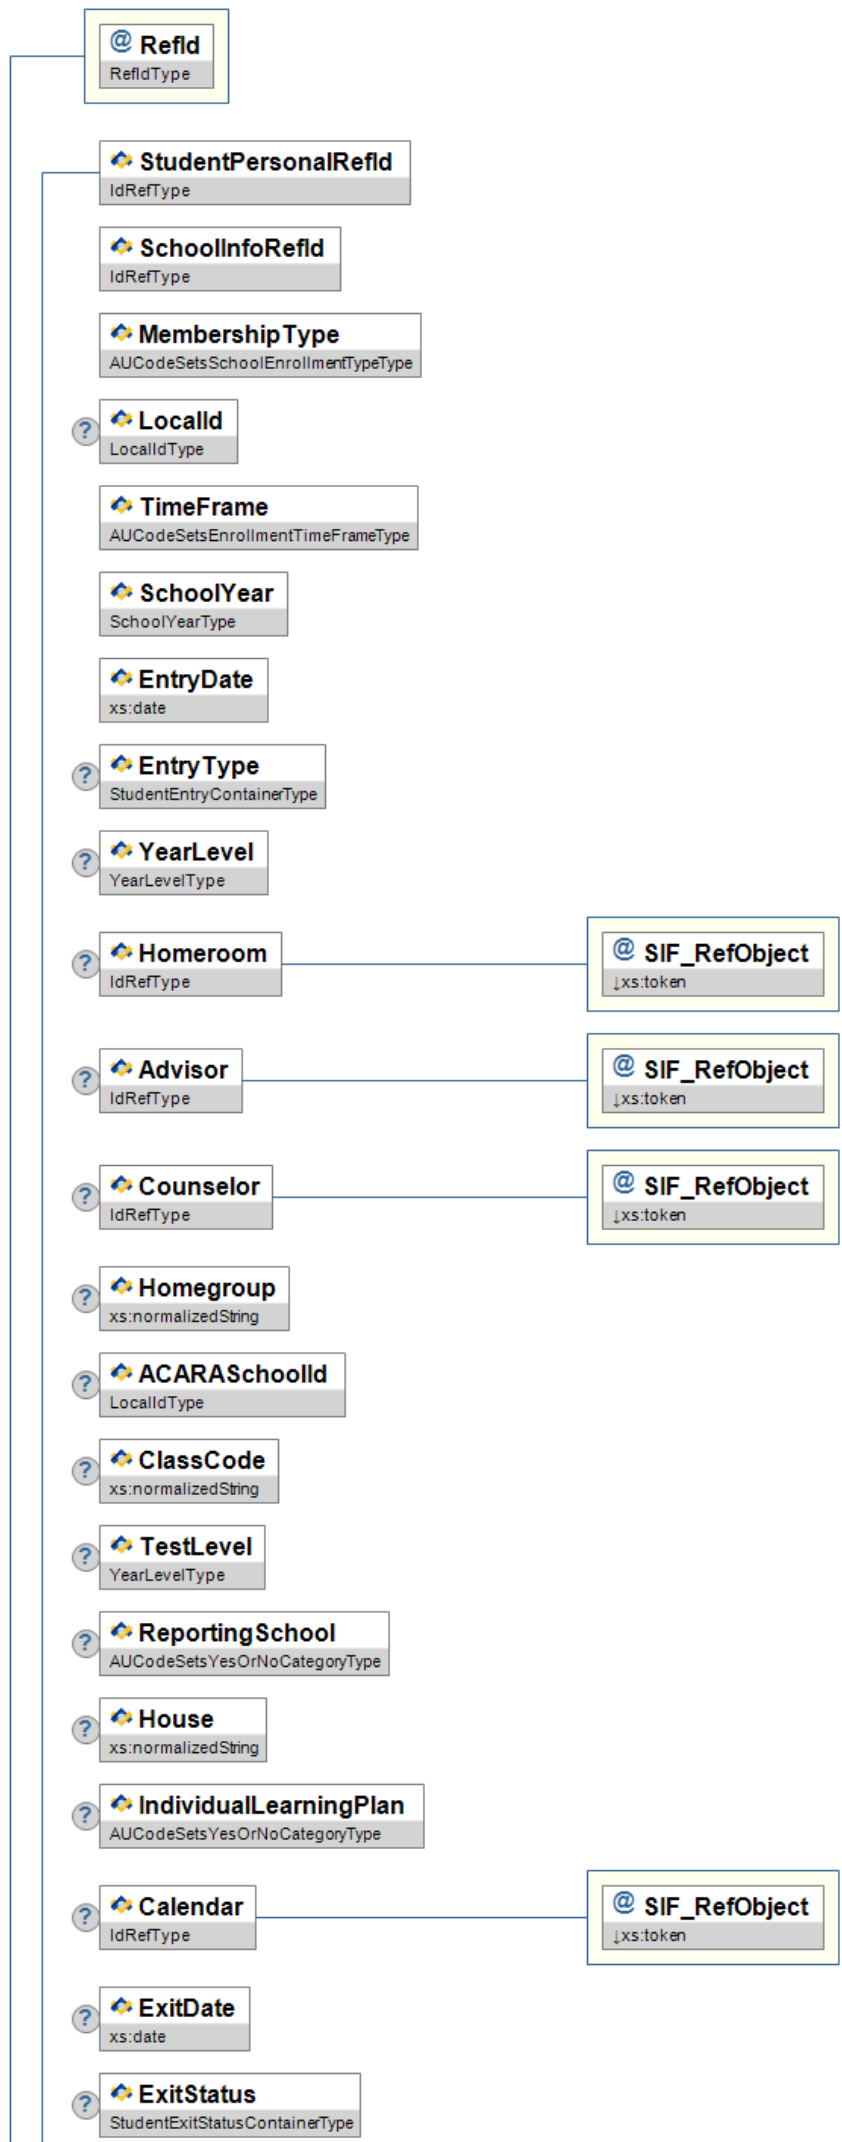 @ RefId
RefIdType
StudentPersonalRefId
IdRefType
SchoolInfoRefId
IdRefType
MembershipType
AUCodeSetsSchoolEnrollmentTypeType
? LocalId
LocalIdType
TimeFrame
AUCodeSetsEnrollmentTimeFrameType
SchoolYear
SchoolYearType
EntryDate
xs:date
? EntryType
StudentEntryContainerType
? YearLevel
YearLevelType
? Homeroom
IdRefType
@ SIF_RefObject
↓xs:token
? Advisor
IdRefType
@ SIF_RefObject
↓xs:token
? Counselor
IdRefType
@ SIF_RefObject
↓xs:token
? Homegroup
xs:normalizedString
? ACARASchoolId
LocalIdType
? ClassCode
xs:normalizedString
? TestLevel
YearLevelType
? ReportingSchool
AUCodeSetsYesOrNoCategoryType
? House
xs:normalizedString
? IndividualLearningPlan
AUCodeSetsYesOrNoCategoryType
? Calendar
IdRefType
@ SIF_RefObject
↓xs:token
? ExitDate
xs:date
? ExitStatus
StudentExitStatusContainerType